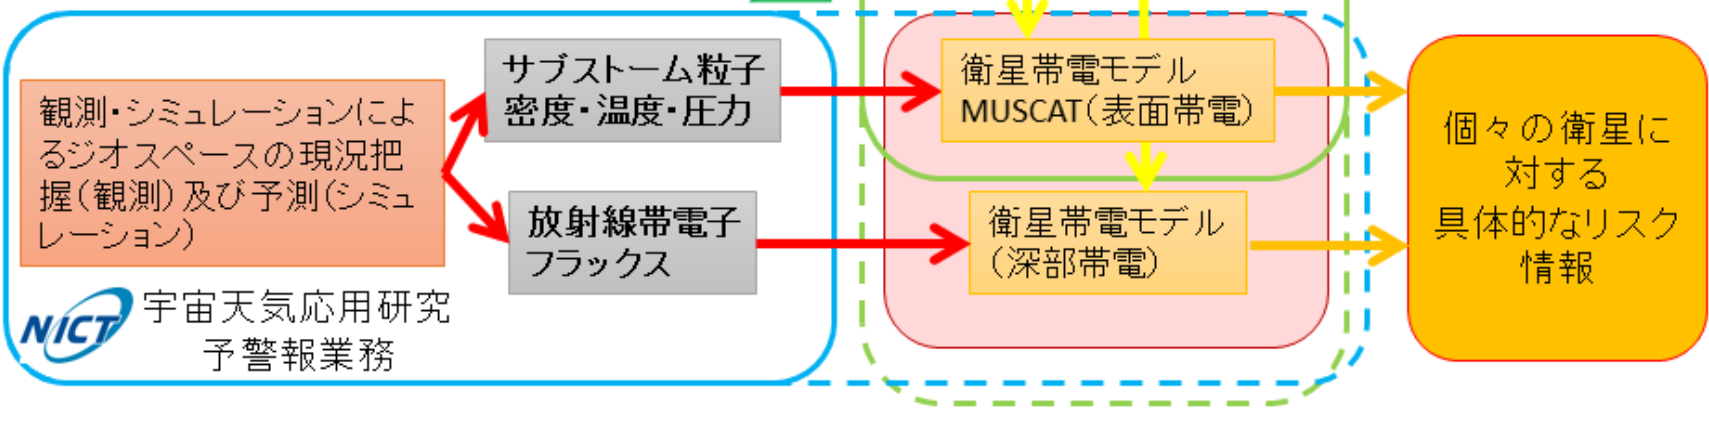 観測・シミュレーションによ
るジオスペースの現況把
握(観測)及び予測(シミュ
レーション)
サブストーム粒子
密度・温度・圧力
放射線帯電子
フラックス
NICT
宇宙天気応用研究
予警報業務
衛星帯電モデル
MUSCAT(表面帯電)
衛星帯電モデル
(深部帯電)
個々の衛星に
対する
具体的なリスク
情報